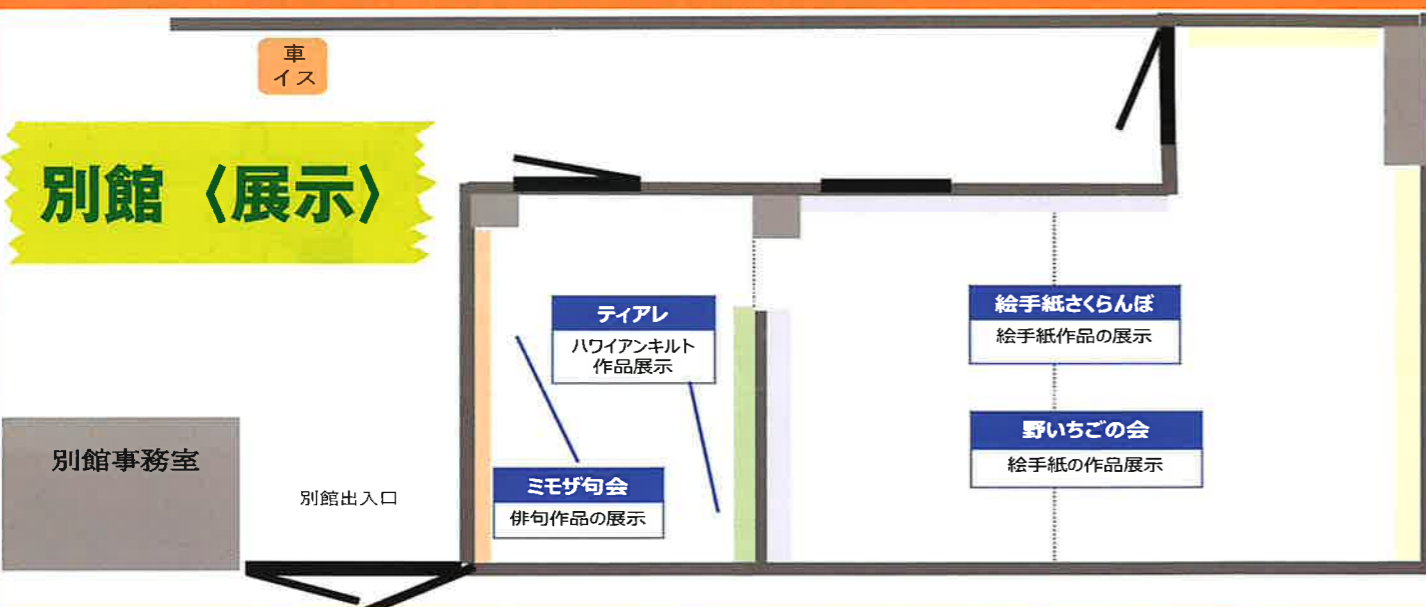 車
イス
別館〈展示〉
ティアレ
ハワイアンキルト
作品展示
絵手紙さくらんぼ
絵手紙作品の展示
野いちごの会
絵手紙の作品展示
別館事務室
別館出入口
ミモザ句会
俳句作品の展示